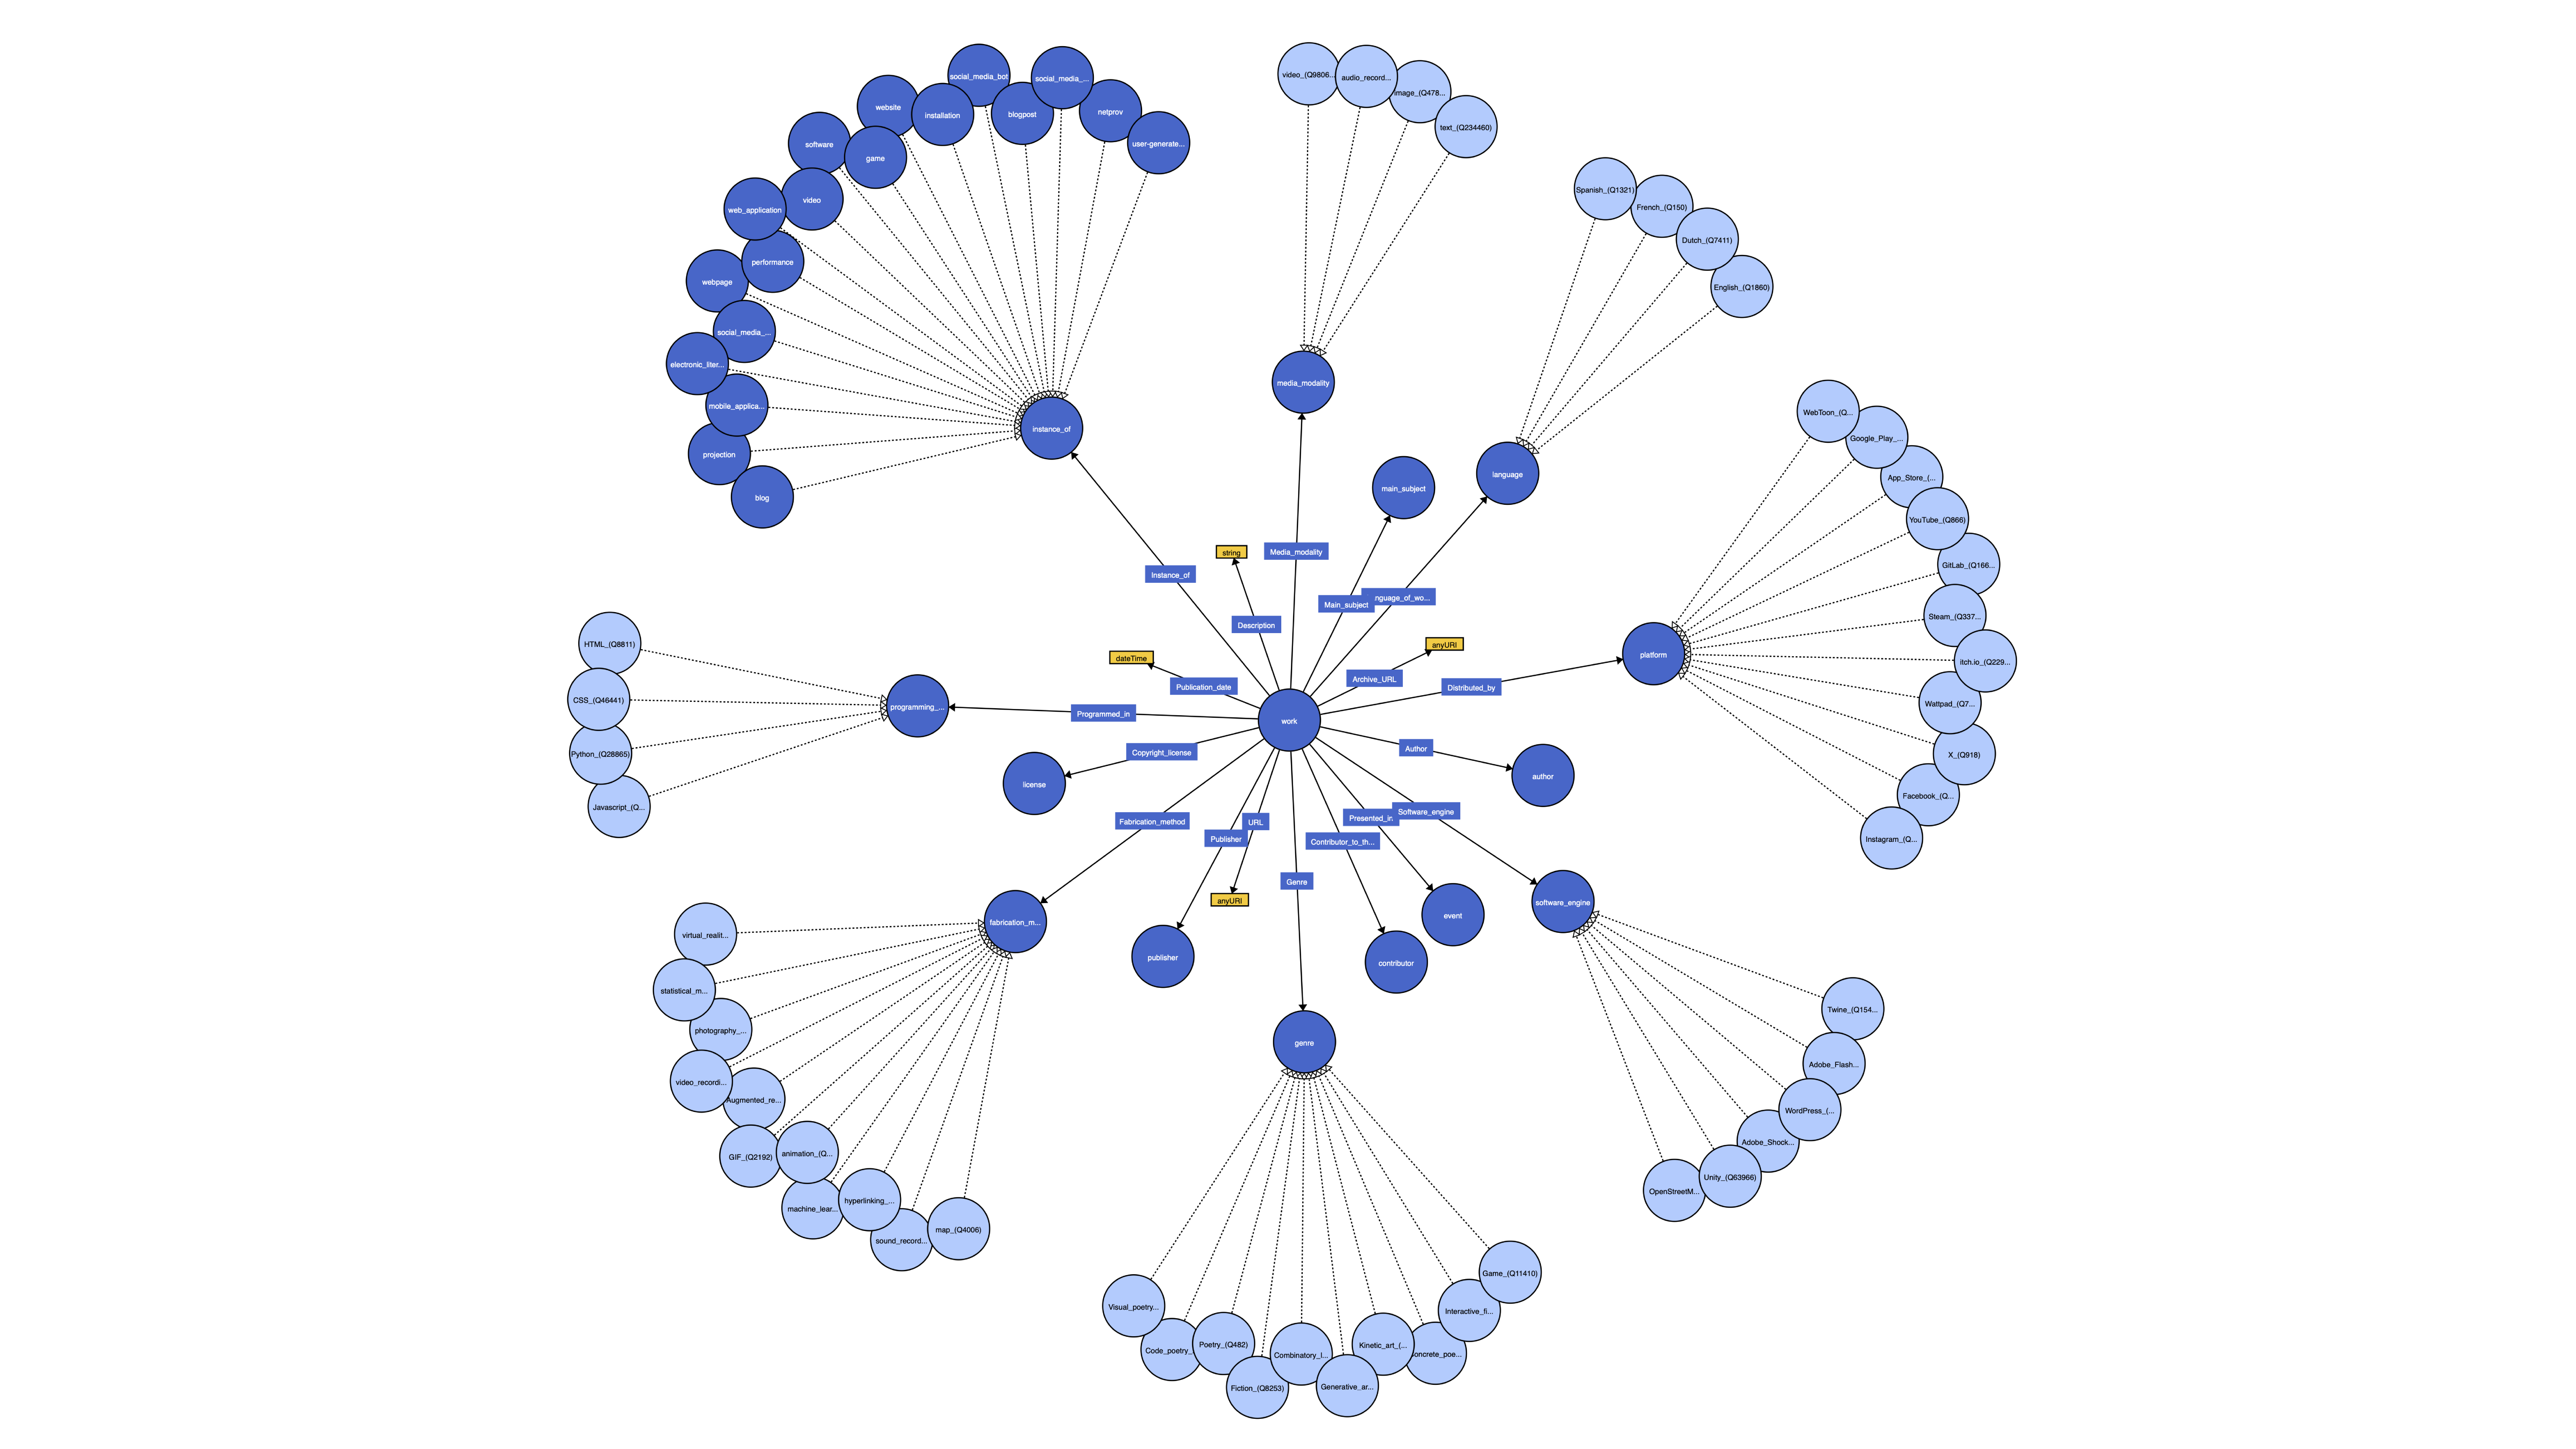 social_media_bot
social_media_...
website
installation
blogpost
netprov
software
game
user-generate...
web_application
video
performance
webpage
social_media_...
electronic_liter...
mobile_applica...
projection
blog
instance_of
video_(Q9806...
audio_record...
image_(Q478...
text_(Q234460)
media_modality
Spanish_(Q1321)
French_(Q150)
Dutch_(Q7411)
English_(Q1860)
language
main_subject
WebToon_(Q...
Google_Play_...
App_Store_(...
YouTube_(Q866)
GitLab_(Q166...
Steam_(Q337...
itch.io_(Q229...
Wattpad_(Q7...
X_(Q918)
Facebook_(Q...
Instagram_(Q...
platform
string
Media_modality
Instance_of
Description
Main_subject
nguage_of_wo...
anyURI
dateTime
Publication_date
Archive_URL
Distributed_by
Programmed_in
work
Copyright_license
Author
author
HTML_(Q8811)
CSS_(Q46441)
Python_(Q28865)
Javascript_(Q...
programming_...
license
Fabrication_method
Publisher
URL
Presented_in
Software_engine
Contributor_to_th...
Genre
anyURI
fabrication_m...
publisher
contributor
event
software_engine
virtual_realit...
statistical_m...
photography_...
video_recordi...
Augmented_re...
GIF_(Q2192)
animation_(Q...
machine_lear...
hyperlinking_...
sound_record...
map_(Q4006)
genre
Twine_(Q154...
Adobe_Flash...
WordPress_(...
Adobe_Shock...
Unity_(Q63966)
OpenStreetM...
Visual_poetry...
Code_poetry_
Poetry_(Q482)
Fiction_(Q8253)
Combinatory_l...
Generative_ar...
Kinetic_art_(...
oncrete_poe...
Interactive_fi...
Game_(Q11410)